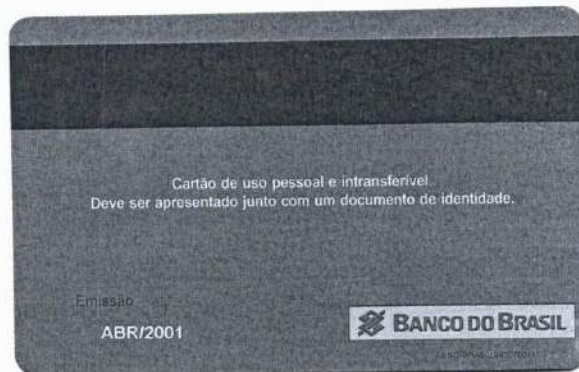 Cartão de uso pessoal e intransferível.
Deve ser apresentado junto com um documento de identidade.
Emissão
ABR/2001
BANCO DO BRASIL